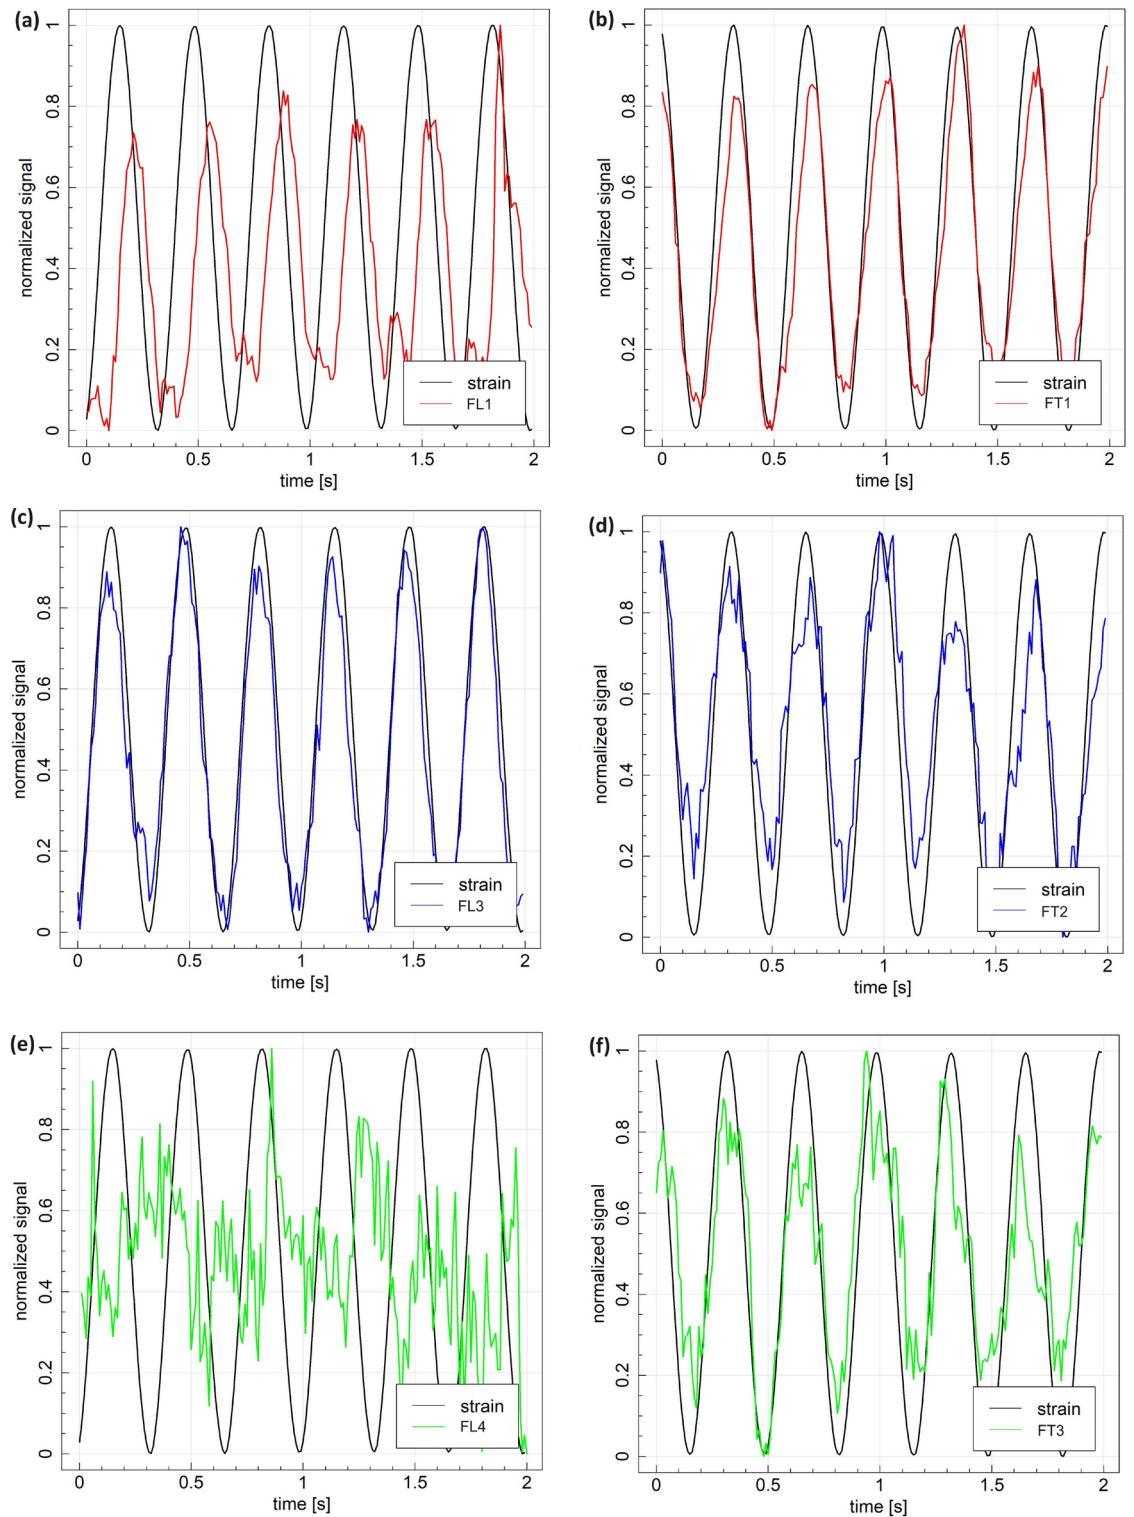 (a)
normalized signal
1
0.8
0.6
0.4
0.2
0
strain
FL1
0 0.5 1 1.5 2
time [s]
(b)
normalized signal
1
0.8
0.6
0.4
0.2
0
strain
FT1
0 0.5 1 1.5 2
time [s]
(c)
normalized signal
1
0.8
0.6
0.4
0.2
0
strain
FL3
0 0.5 1 1.5 2
time [s]
(d)
normalized signal
1
0.8
0.6
0.4
0.2
0
strain
FT2
0 0.5 1 1.5 2
time [s]
(e)
normalized signal
1
0.8
0.6
0.4
0.2
0
strain
FL4
0 0.5 1 1.5 2
time [s]
(f)
normalized signal
1
0.8
0.6
0.4
0.2
0
strain
FT3
0 0.5 1 1.5 2
time [s]